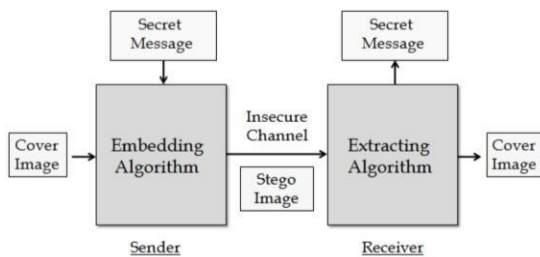 Secret
Message
Secret
Message
Cover
Image
Embedding
Algorithm
Insecure
Channel
Stego
Image
Extracting
Algorithm
Cover
Image
Sender
Receiver